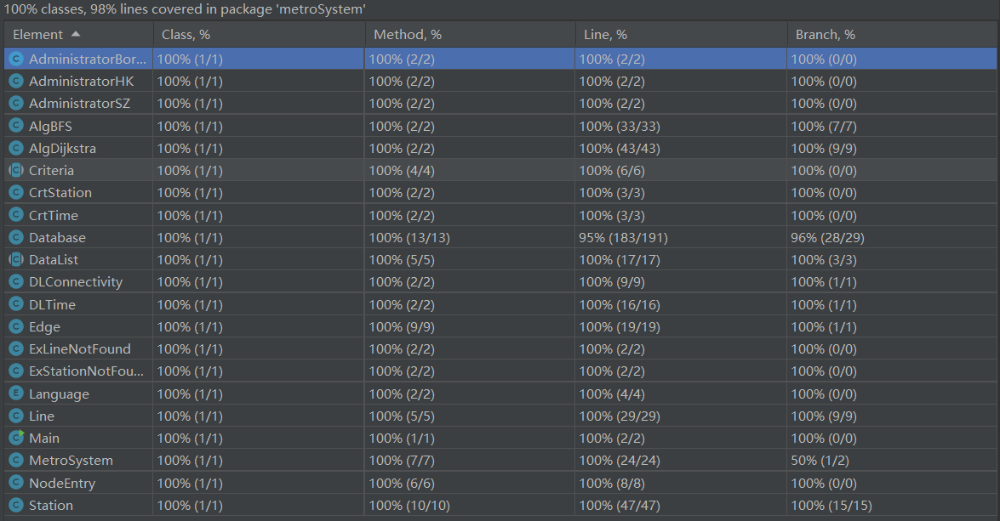 100% classes, 98% lines covered in package 'metroSystem'
Element Class, % Method, % Line, % Branch, %
AdministratorBor... 100% (1/1) 100% (2/2) 100% (2/2) 100% (0/0)
AdministratorHK 100% (1/1) 100% (2/2) 100% (2/2) 100% (0/0)
AdministratorSZ 100% (1/1) 100% (2/2) 100% (2/2) 100% (0/0)
AlgBFS 100% (1/1) 100% (2/2) 100% (33/33) 100% (7/7)
AlgDijkstra 100% (1/1) 100% (2/2) 100% (43/43) 100% (9/9)
Criteria 100% (1/1) 100% (4/4) 100% (6/6) 100% (0/0)
CrtStation 100% (1/1) 100% (2/2) 100% (3/3) 100% (0/0)
CrtTime 100% (1/1) 100% (2/2) 100% (3/3) 100% (0/0)
Database 100% (1/1) 100% (13/13) 95% (183/191) 96% (28/29)
DataList 100% (1/1) 100% (5/5) 100% (17/17) 100% (3/3)
DLConnectivity 100% (1/1) 100% (2/2) 100% (9/9) 100% (1/1)
DLTime 100% (1/1) 100% (2/2) 100% (16/16) 100% (1/1)
Edge 100% (1/1) 100% (9/9) 100% (19/19) 100% (1/1)
ExLineNotFound 100% (1/1) 100% (2/2) 100% (2/2) 100% (0/0)
ExStationNotFou... 100% (1/1) 100% (2/2) 100% (2/2) 100% (0/0)
Language 100% (1/1) 100% (2/2) 100% (4/4) 100% (0/0)
Line 100% (1/1) 100% (5/5) 100% (29/29) 100% (9/9)
Main 100% (1/1) 100% (1/1) 100% (2/2) 100% (0/0)
MetroSystem 100% (1/1) 100% (7/7) 100% (24/24) 50% (1/2)
NodeEntry 100% (1/1) 100% (6/6) 100% (8/8) 100% (0/0)
Station 100% (1/1) 100% (10/10) 100% (47/47) 100% (15/15)